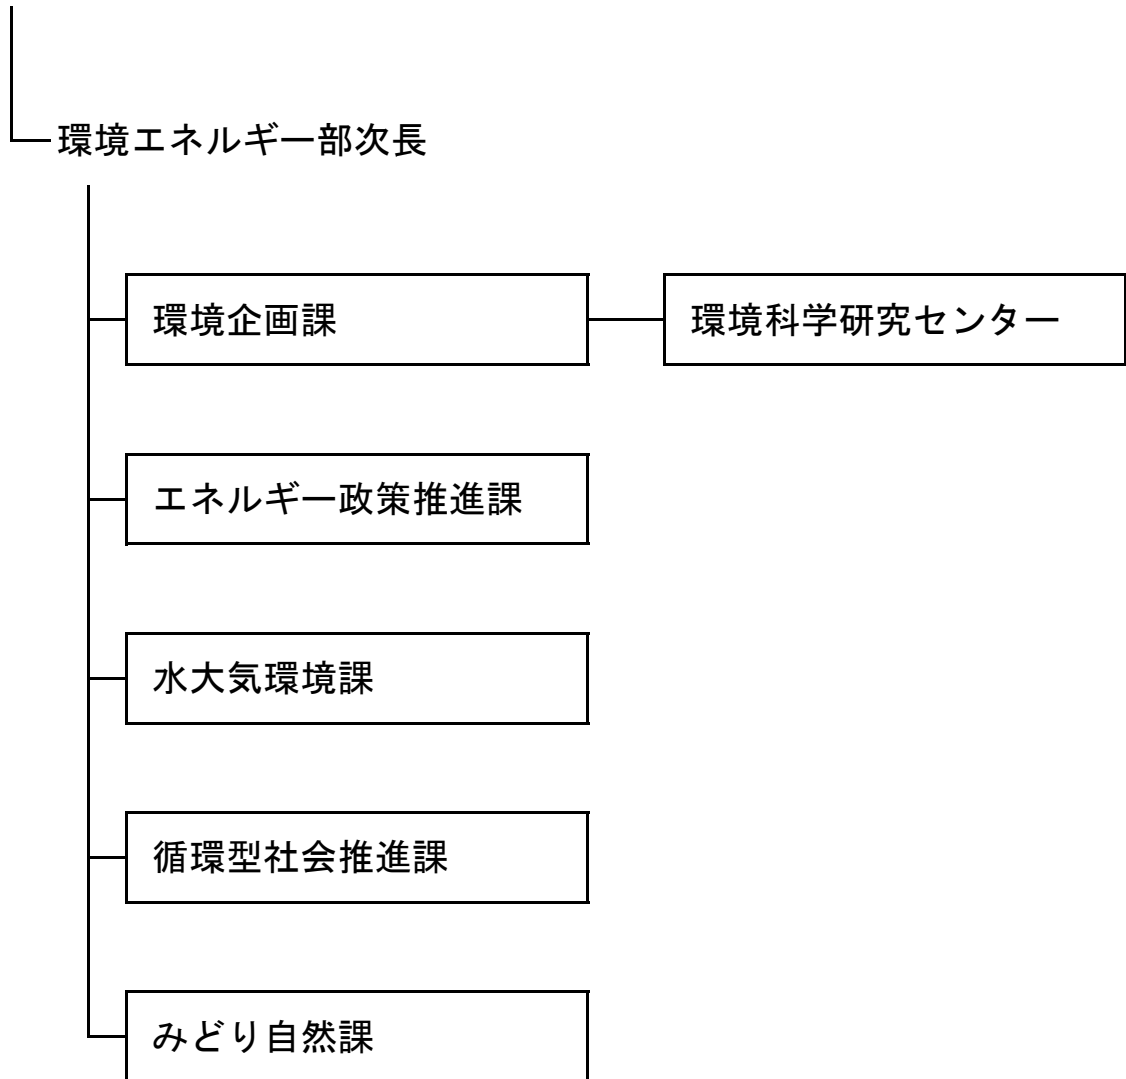 環境エネルギー部次長
環境企画課
環境科学研究センター
エネルギー政策推進課
水大気環境課
循環型社会推進課
みどり自然課